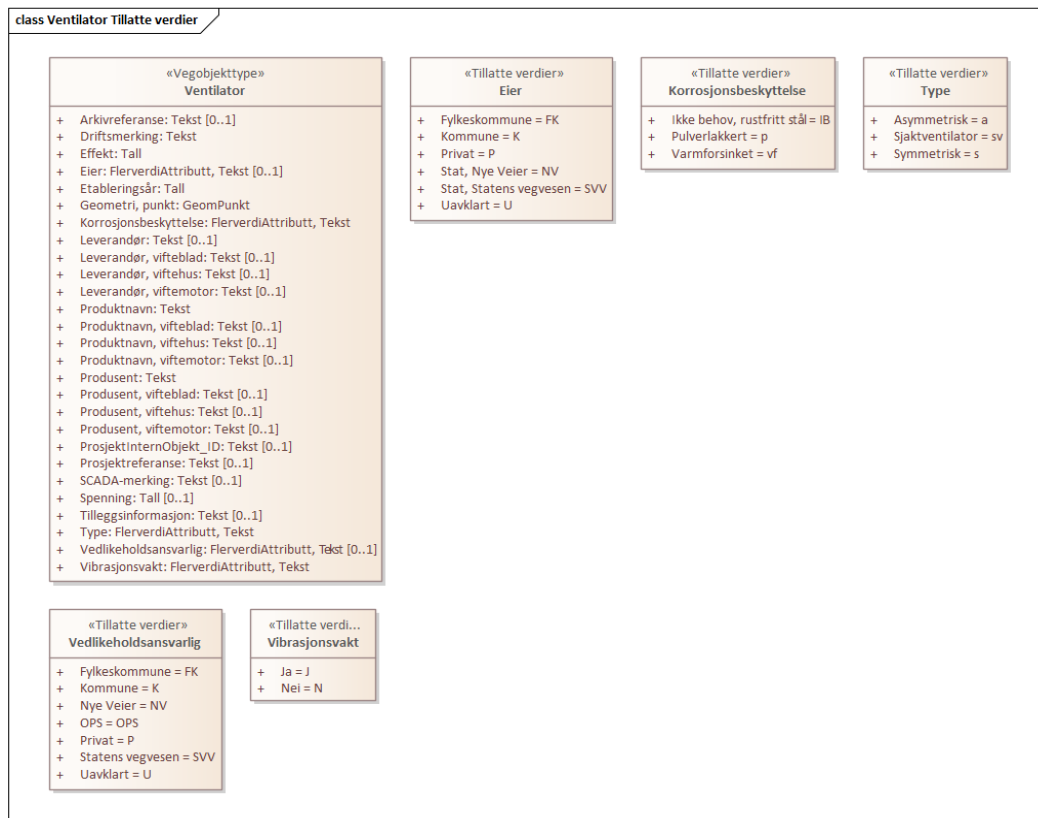 class Ventilator Tillatte verdier
«Vegobjekttype»
Ventilator
+ Arkivreferanse: Tekst [0..1]
+ Driftsmerking: Tekst
+ Effekt: Tall
+ Eier: FlerverdiAttributt, Tekst [0..1]
+ Etableringsår: Tall
+ Geometri, punkt: GeomPunkt
+ Korrosjonsbeskyttelse: FlerverdiAttributt, Tekst
+ Leverandør: Tekst [0..1]
+ Leverandør, vifteblad: Tekst [0..1]
+ Leverandør, viftehus: Tekst [0..1]
+ Leverandør, viftemotor: Tekst [0..1]
+ Produktnavn: Tekst
+ Produktnavn, vifteblad: Tekst [0..1]
+ Produktnavn, viftehus: Tekst [0..1]
+ Produktnavn, viftemotor: Tekst [0..1]
+ Produsent: Tekst
+ Produsent, vifteblad: Tekst [0..1]
+ Produsent, viftehus: Tekst [0..1]
+ Produsent, viftemotor: Tekst [0..1]
+ ProsjektInternObjekt_ID: Tekst [0..1]
+ Prosjektreferanse: Tekst [0..1]
+ SCADA-merking: Tekst [0..1]
+ Spenning: Tall [0..1]
+ Tilleggsinformasjon: Tekst [0..1]
+ Type: FlerverdiAttributt, Tekst
+ Vedlikeholdsansvarlig: FlerverdiAttributt, Tekst [0..1]
+ Vibrasjonsvakt: FlerverdiAttributt, Tekst
«Tillatte verdier»
Eier
+ Fylkeskommune = FK
+ Kommune = K
+ Privat = P
+ Stat, Nye Veier = NV
+ Stat, Statens vegvesen = SVV
+ Uavklart = U
«Tillatte verdier»
Korrosjonsbeskyttelse
+ Ikke behov, rustfritt stål = IB
+ Pulverlakkert = p
+ Varmforsinket = vf
«Tillatte verdier»
Type
+ Asymmetrisk = a
+ Sjaktventilator = sv
+ Symmetrisk = s
«Tillatte verdier»
Vedlikeholdsansvarlig
+ Fylkeskommune = FK
+ Kommune = K
+ Nye Veier = NV
+ OPS = OPS
+ Privat = P
+ Statens vegvesen = SVV
+ Uavklart = U
«Tillatte verdi...
Vibrasjonsvakt
+ Ja = J
+ Nei = N